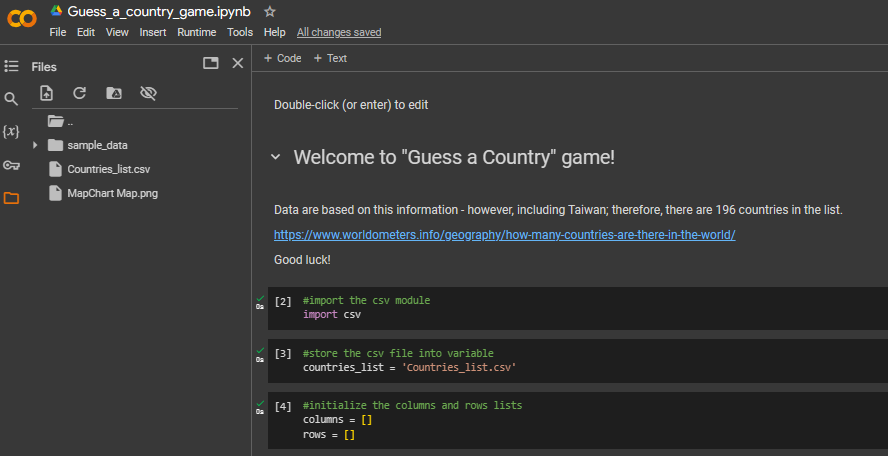 Guess_a_country_game.ipynb
File Edit View Insert Runtime Tools Help All changes saved
Files
+ Code + Text
..
sample_data
Countries_list.csv
MapChart Map.png
{x}
Double-click (or enter) to edit
Welcome to "Guess a Country" game!
Data are based on this information - however, including Taiwan; therefore, there are 196 countries in the list.
https://www.worldometers.info/geography/how-many-countries-are-there-in-the-world/
Good luck!
[2] #import the csv module
0s import csv
[3] #store the csv file into variable
0s countries_list = 'Countries_list.csv'
[4] #initialize the columns and rows lists
0s columns = []
rows = []